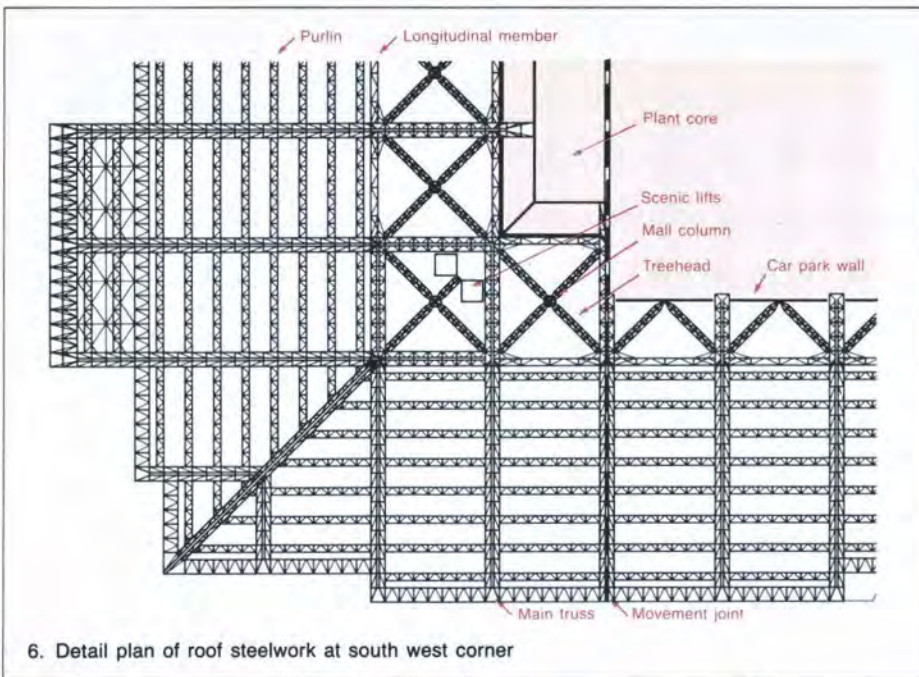 Purlin
Longitudinal member
Plant core
Scenic lifts
Mall column
Treehead
Car park wall
Main truss
Movement joint
6. Detail plan of roof steelwork at south west corner